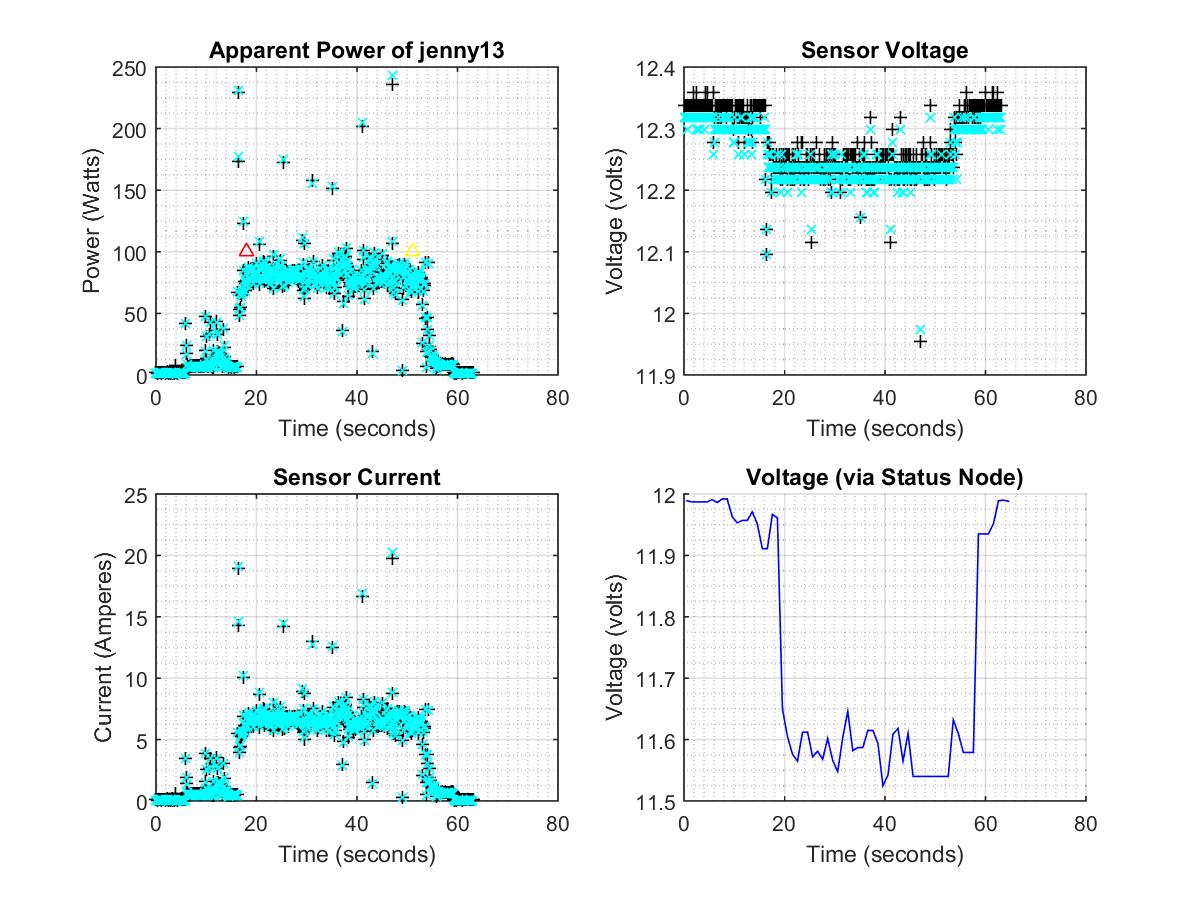 Apparent Power of jenny13
250
200
150
100
50
0
Power (Watts)
0 20 40 60 80
Time (seconds)
Sensor Voltage
12.4
12.3
12.2
12.1
12
11.9
Voltage (volts)
0 20 40 60 80
Time (seconds)
Sensor Current
25
20
15
10
5
0
Current (Amperes)
0 20 40 60 80
Time (seconds)
Voltage (via Status Node)
12
11.9
11.8
11.7
11.6
11.5
Voltage (volts)
0 20 40 60 80
Time (seconds)